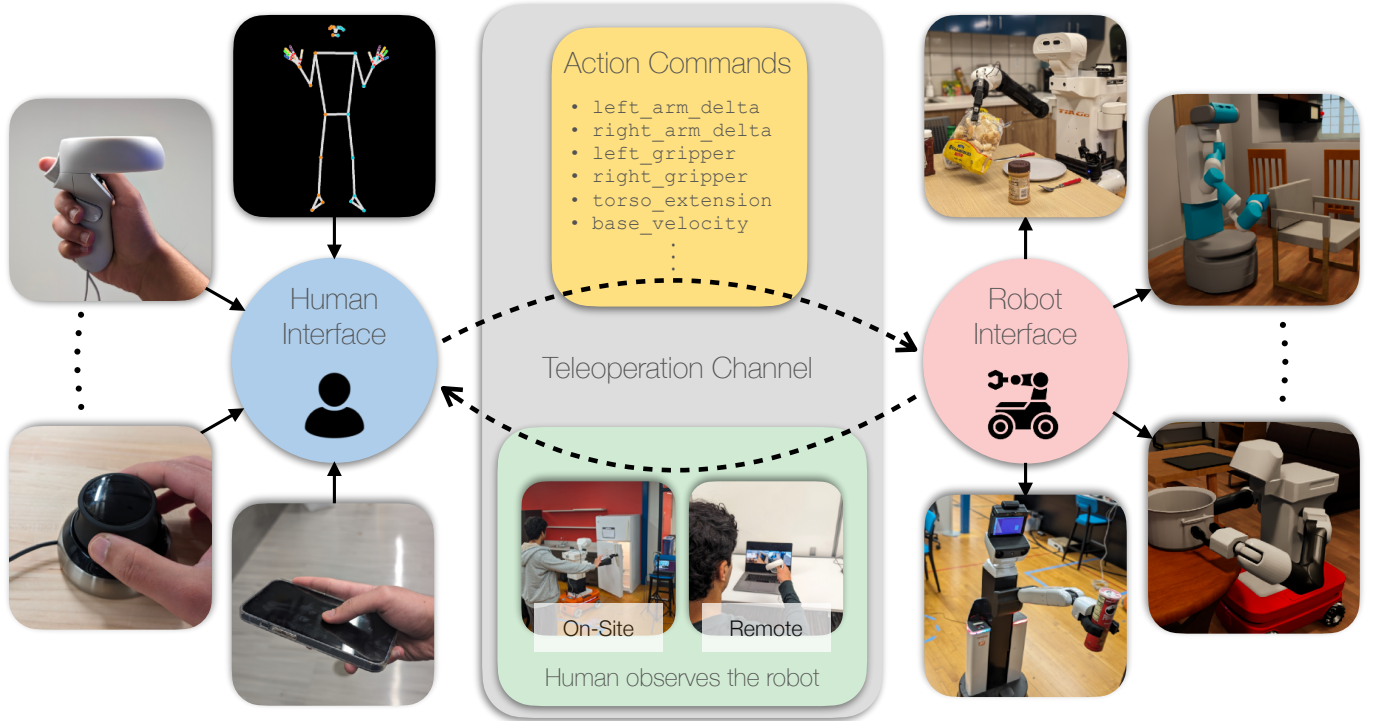 Action Commands
• left_arm_delta
• right_arm_delta
• left_gripper
• right_gripper
• torso_extension
• base_velocity
Human
Interface
Teleoperation Channel
Robot
Interface
On-Site
Remote
Human observes the robot
TIAGo